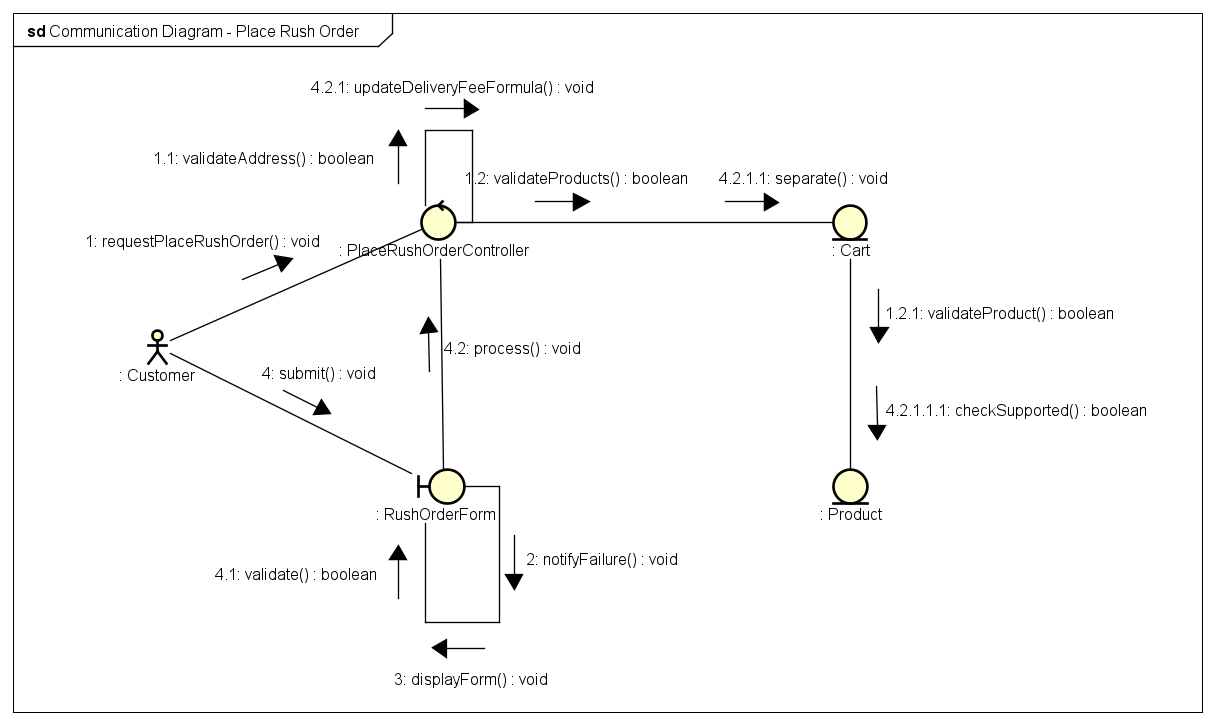 sd Communication Diagram - Place Rush Order
4.2.1: updateDeliveryFeeFormula() : void
1.1: validateAddress() : boolean
1.2: validateProducts() : boolean
4.2.1.1: separate() : void
1: requestPlaceRushOrder() : void
: PlaceRushOrderController
: Cart
1.2.1: validateProduct() : boolean
4.2: process() : void
: Customer
4: submit() : void
4.2.1.1.1: checkSupported() : boolean
: RushOrderForm
: Product
2: notifyFailure() : void
4.1: validate() : boolean
3: displayForm() : void